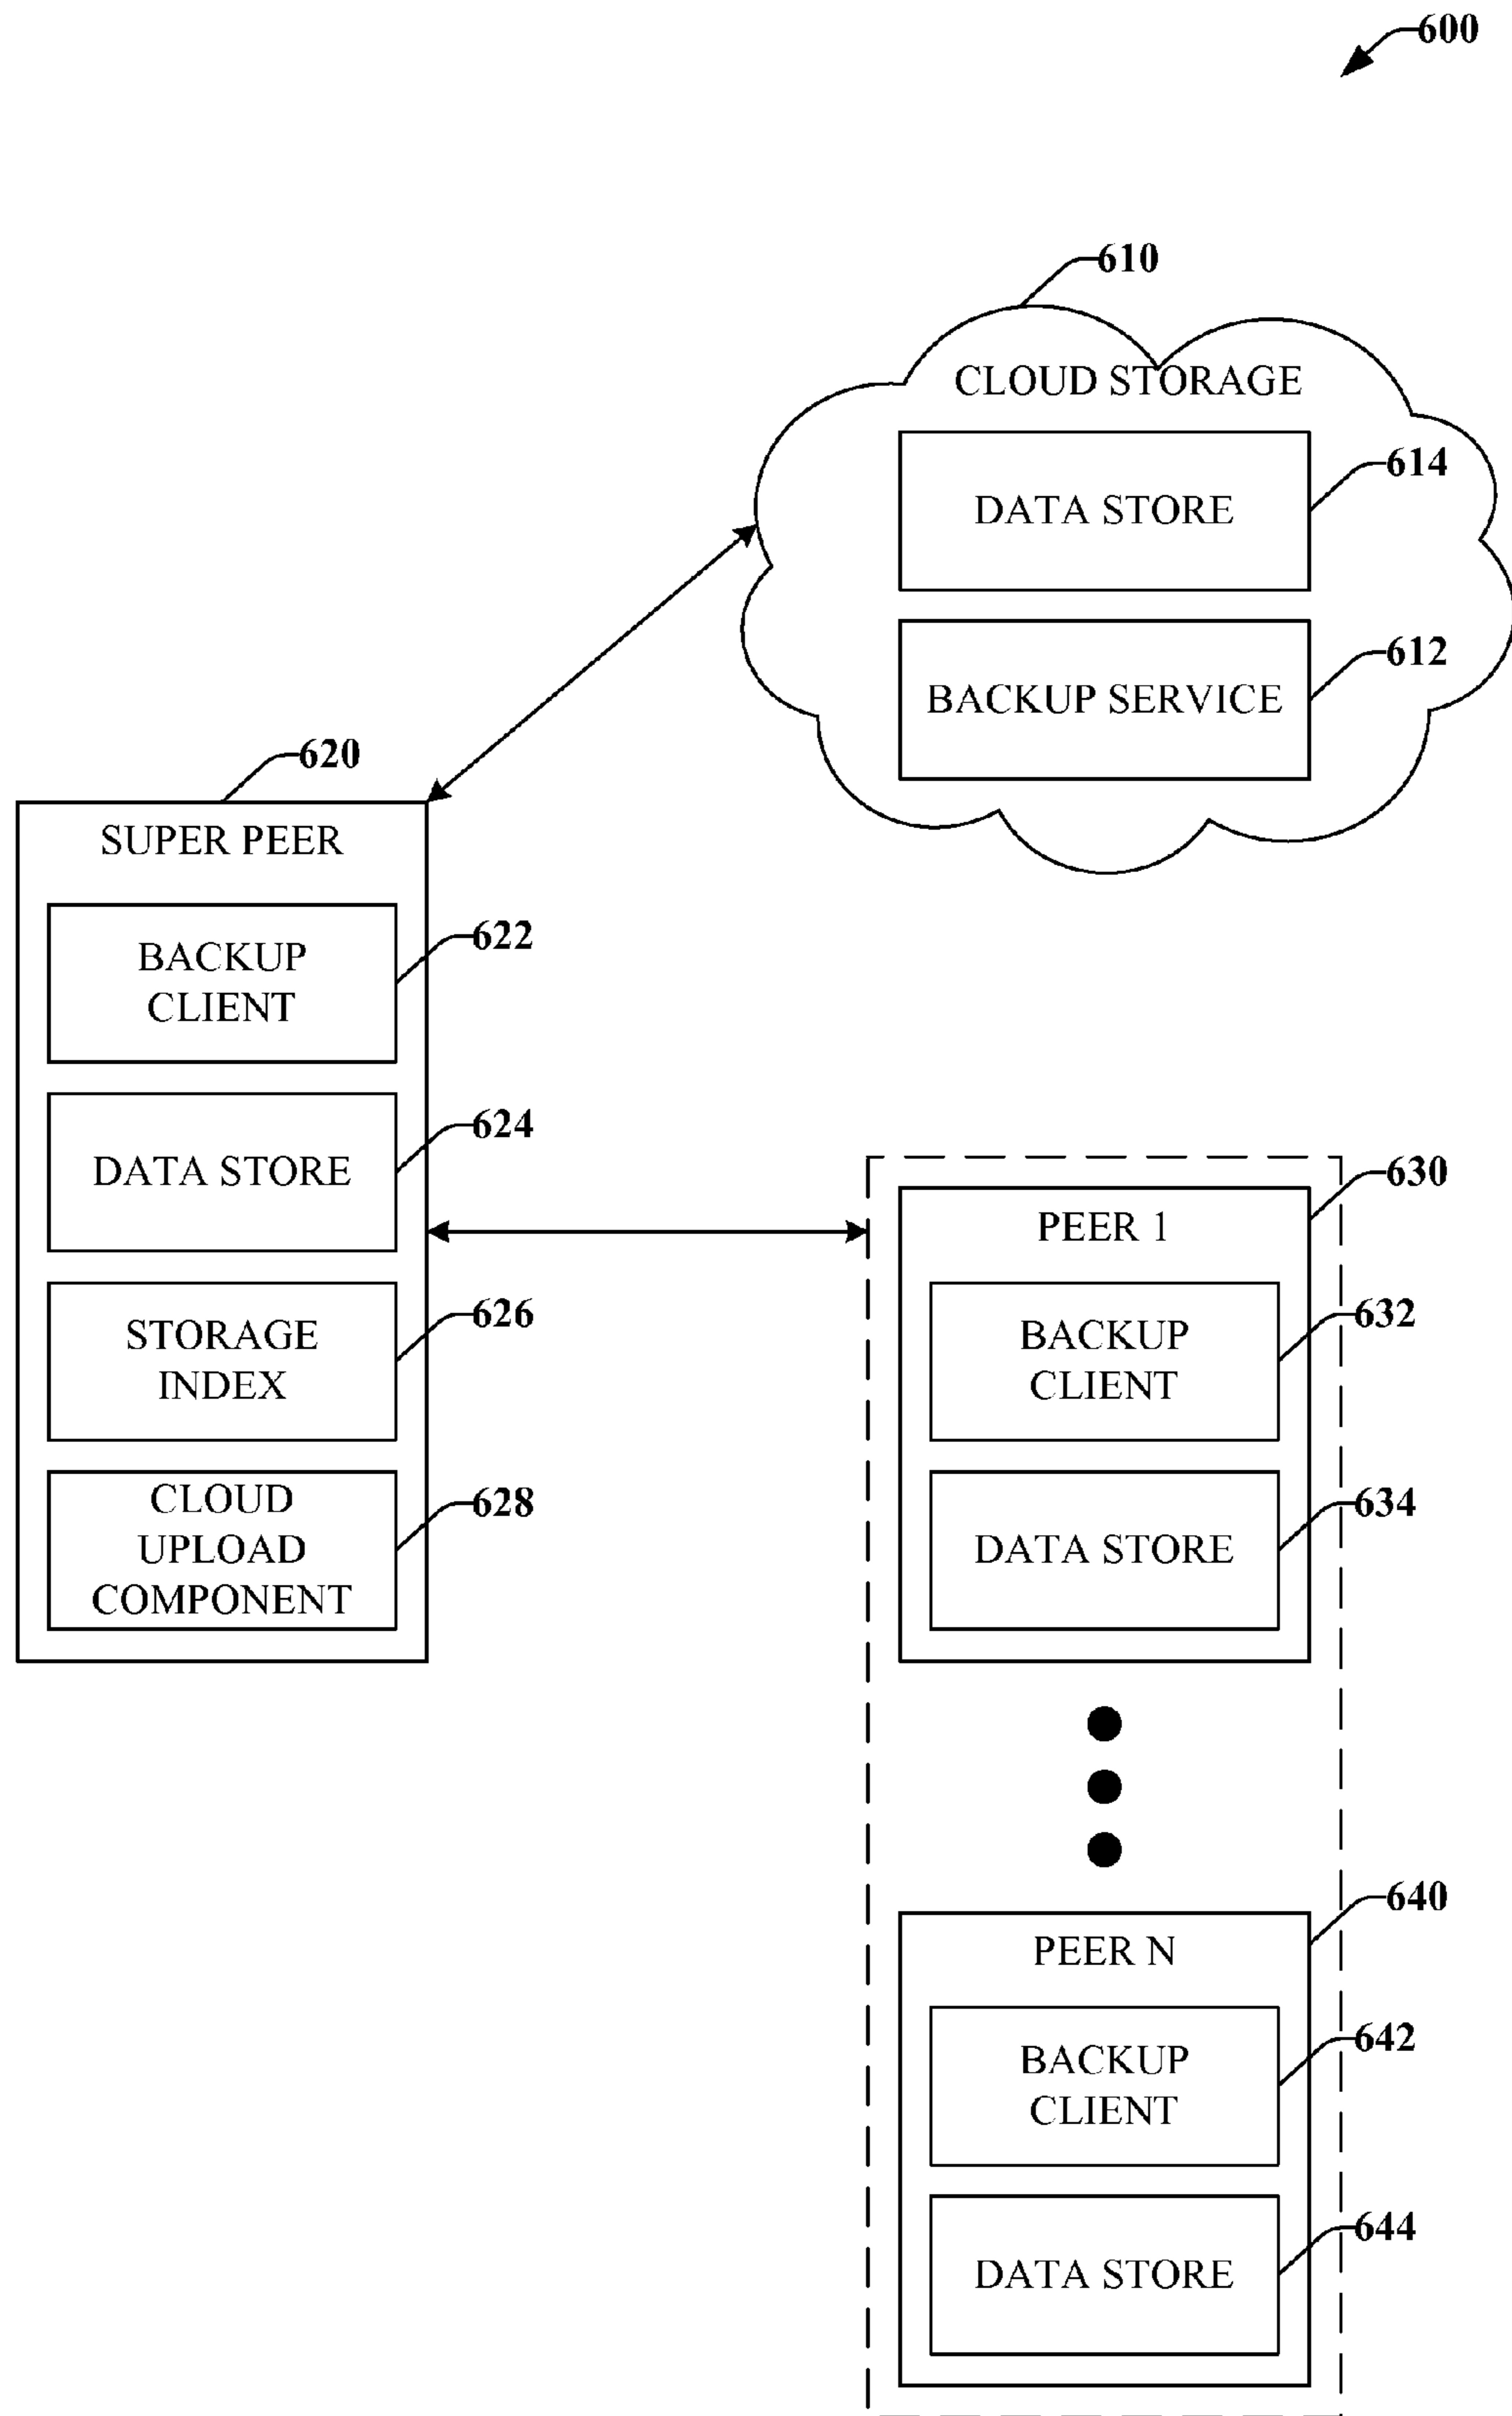 600
610
CLOUD STORAGE
614
DATA STORE
612
BACKUP SERVICE
620
SUPER PEER
622
BACKUP
CLIENT
624
DATA STORE
626
STORAGE
INDEX
628
CLOUD
UPLOAD
COMPONENT
630
PEER 1
632
BACKUP
CLIENT
634
DATA STORE
640
PEER N
642
BACKUP
CLIENT
644
DATA STORE